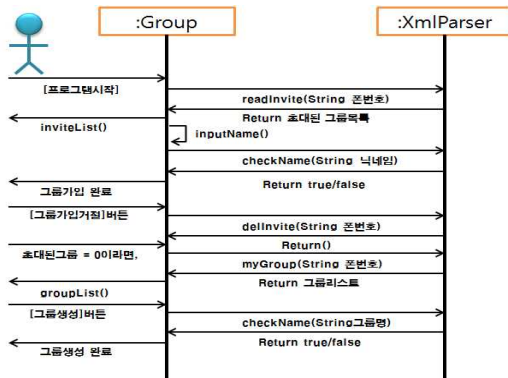 :Group
:XmlParser
[프로그램시작]
readInvite(String 폰번호)
Return 초대된 그룹목록
inviteList()
inputName()
checkName(String 닉네임)
Return true/false
그룹가입 완료
[그룹가입거절]버튼
delInvite(String 폰번호)
Return()
초대된그룹 = 0이라면,
myGroup(String 폰번호)
Return 그룹리스트
groupList()
[그룹생성]버튼
checkName(String그룹명)
Return true/false
그룹생성 완료